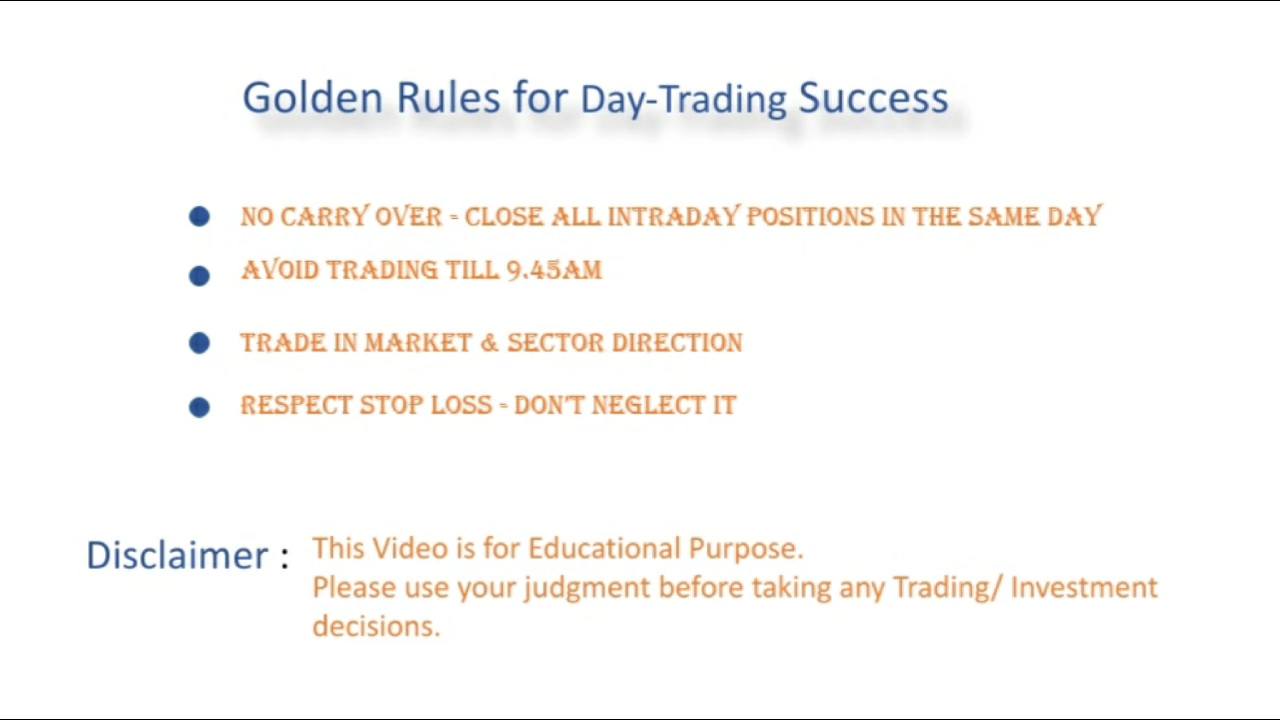 Golden Rules for Day-Trading Success
NO CARRY OVER - CLOSE ALL INTRADAY POSITIONS IN THE SAME DAY
AVOID TRADING TILL 9.45AM
TRADE IN MARKET & SECTOR DIRECTION
RESPECT STOP LOSS - DON'T NEGLECT IT
Disclaimer : This Video is for Educational Purpose.
Please use your judgment before taking any Trading/ Investment
decisions.